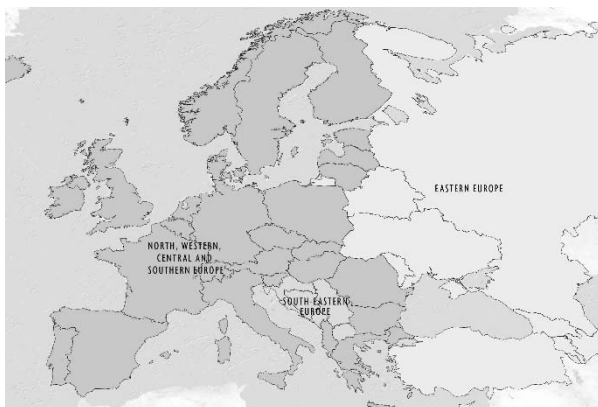 EASTERN EUROPE
NORTH, WESTERN,
CENTRAL AND
SOUTHERN EUROPE
SOUTH EASTERN
EUROPE